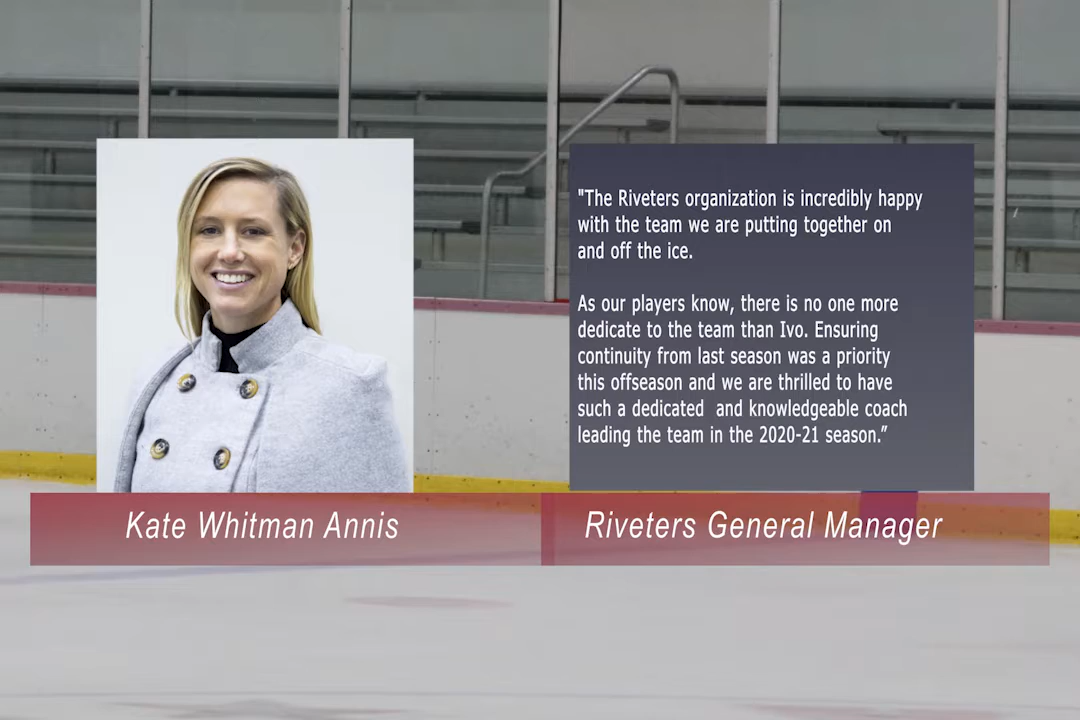 "The Riveters organization is incredibly happy
with the team we are putting together on
and off the ice.
As our players know, there is no one more
dedicate to the team than Ivo. Ensuring
continuity from last season was a priority
this offseason and we are thrilled to have
such a dedicated  and knowledgeable coach
leading the team in the 2020-21 season.”
Kate Whitman Annis
Riveters General Manager